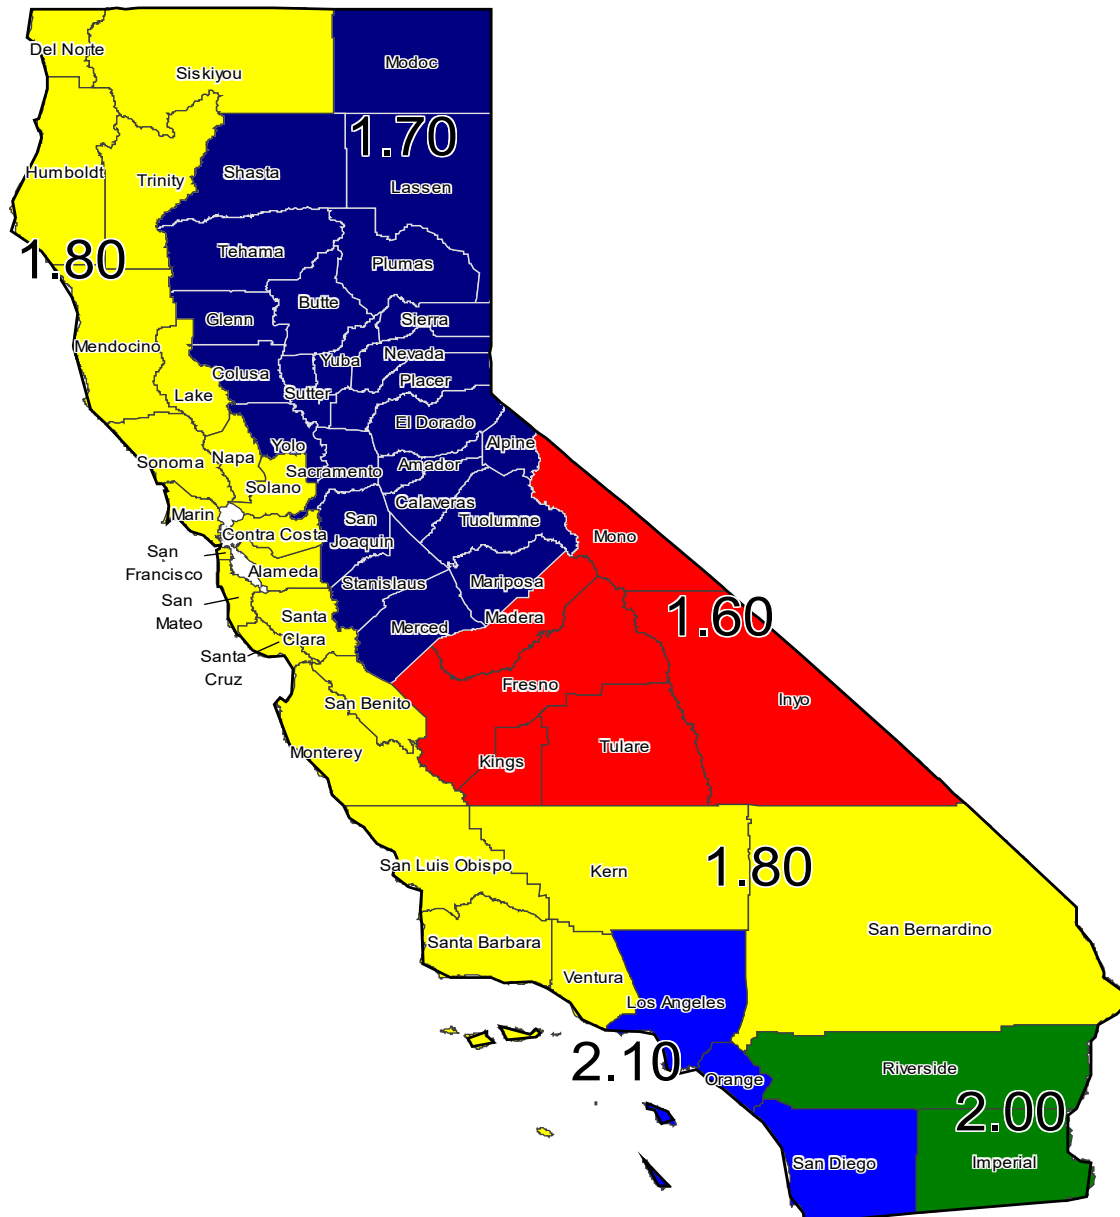 Del Norte
Siskiyou
Modoc
1.70
Shasta
Lassen
Humboldt
Trinity
1.80
Tehama
Plumas
Butte
Glenn
Sierra
Mendocino
Yuba
Nevada
Colusa
Placer
Lake
Sutter
El Dorado
Yolo
Alpine
Napa
Sonoma
Sacramento
Amador
Solano
Calaveras
Marin
San
Joaquin
Tuolumne
Contra Costa
Mono
San
Francisco
Alameda
Stanislaus
Mariposa
San
Mateo
Santa
Clara
Merced
Madera
1.60
Santa
Cruz
Fresno
San Benito
Inyo
Monterey
Kings
Tulare
San Luis Obispo
Kern
1.80
San Bernardino
Santa Barbara
Ventura
Los Angeles
2.10
Orange
Riverside
2.00
San Diego
Imperial